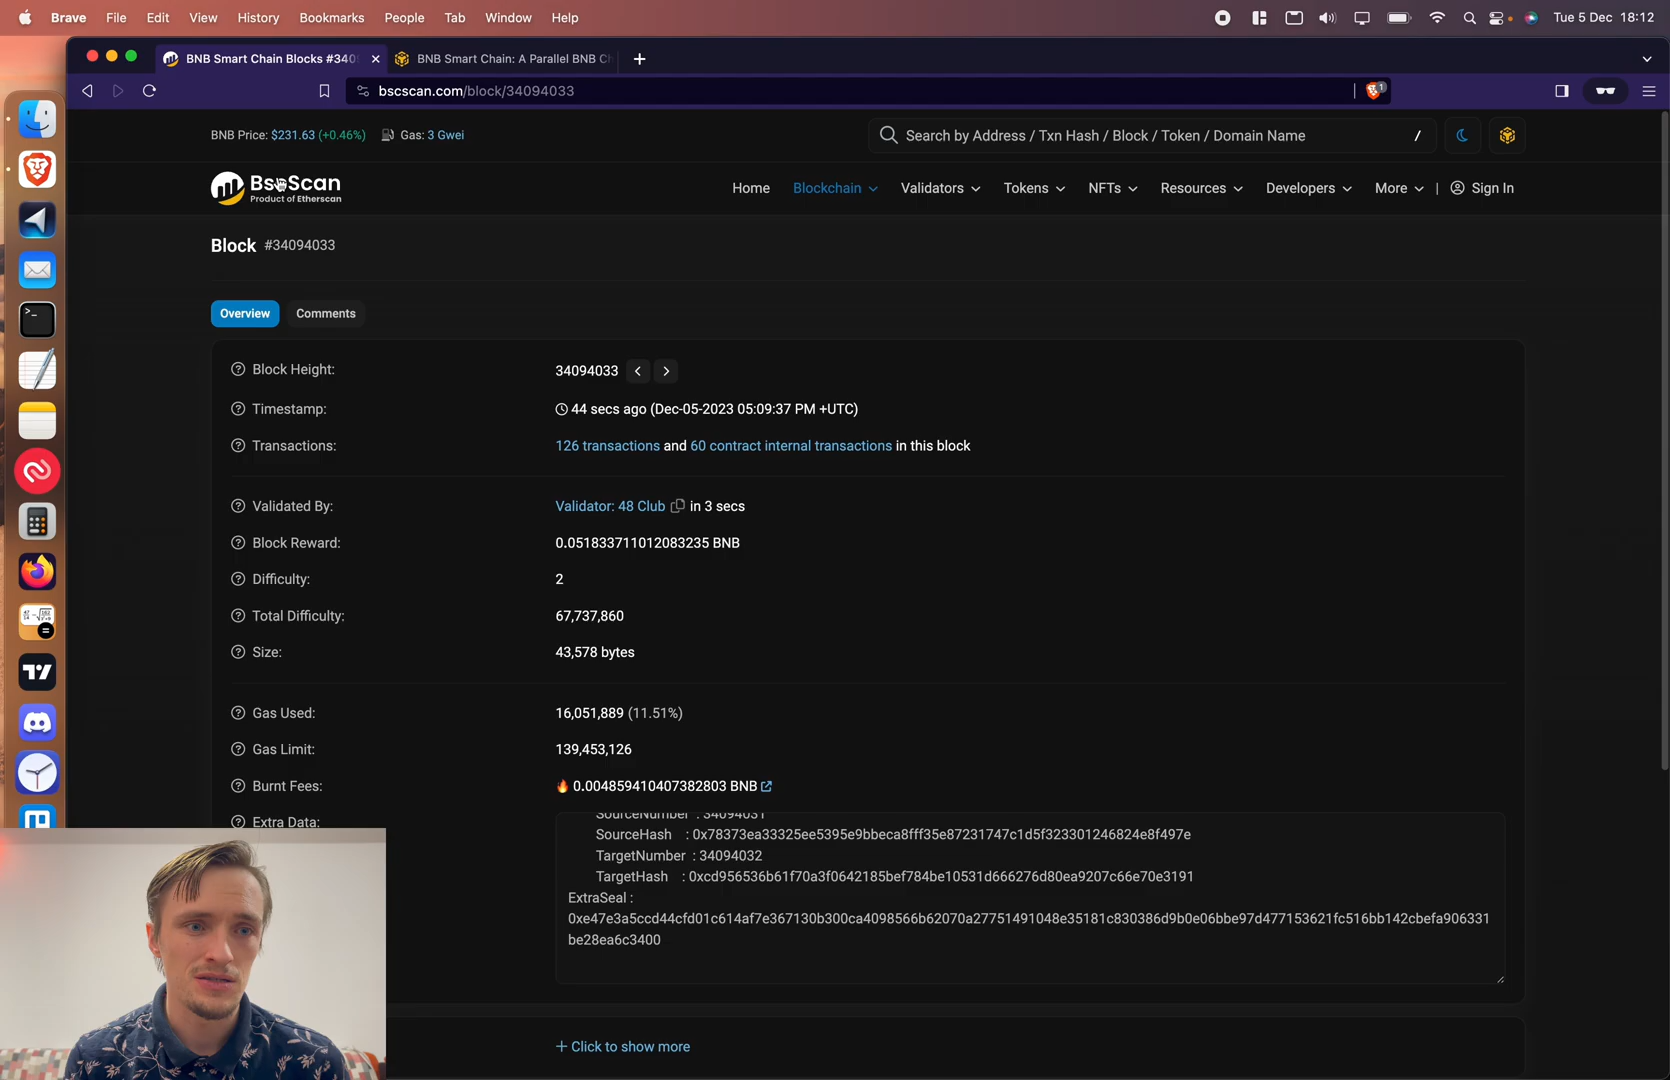 Brave File Edit View History Bookmarks People Tab Window Help Tue 5 Dec 18:12
BNB Smart Chain Blocks #340 BNB Smart Chain: A Parallel BNB Ch
bscscan.com/block/34094033 1
BNB Price: $231.63 (+0.46%) Gas: 3 Gwei Search by Address / Txn Hash / Block / Token / Domain Name /
BscScan
Product of Etherscan
Home Blockchain Validators Tokens NFTs Resources Developers More | Sign In
Block #34094033
Overview Comments
Block Height: 34094033
Timestamp: 44 secs ago (Dec-05-2023 05:09:37 PM +UTC)
Transactions: 126 transactions and 60 contract internal transactions in this block
Validated By: Validator: 48 Club in 3 secs
Block Reward: 0.051833711012083235 BNB
Difficulty: 2
Total Difficulty: 67,737,860
Size: 43,578 bytes
Gas Used: 16,051,889 (11.51%)
Gas Limit: 139,453,126
Burnt Fees: 0.004859410407382803 BNB
Extra Data: SourceNumber : 34094031
SourceHash : 0x78373ea33325ee5395e9bbeca8fff35e87231747c1d5f323301246824e8f497e
TargetNumber : 34094032
TargetHash : 0xcd956536b61f70a3f0642185bef784be10531d666276d80ea9207c66e70e3191
ExtraSeal :
0xe47e3a5ccd44cfd01c614af7e367130b300ca4098566b62070a27751491048e35181c830386d9b0e06bbe97d477153621fc516bb142cbefa906331
be28ea6c3400
+ Click to show more